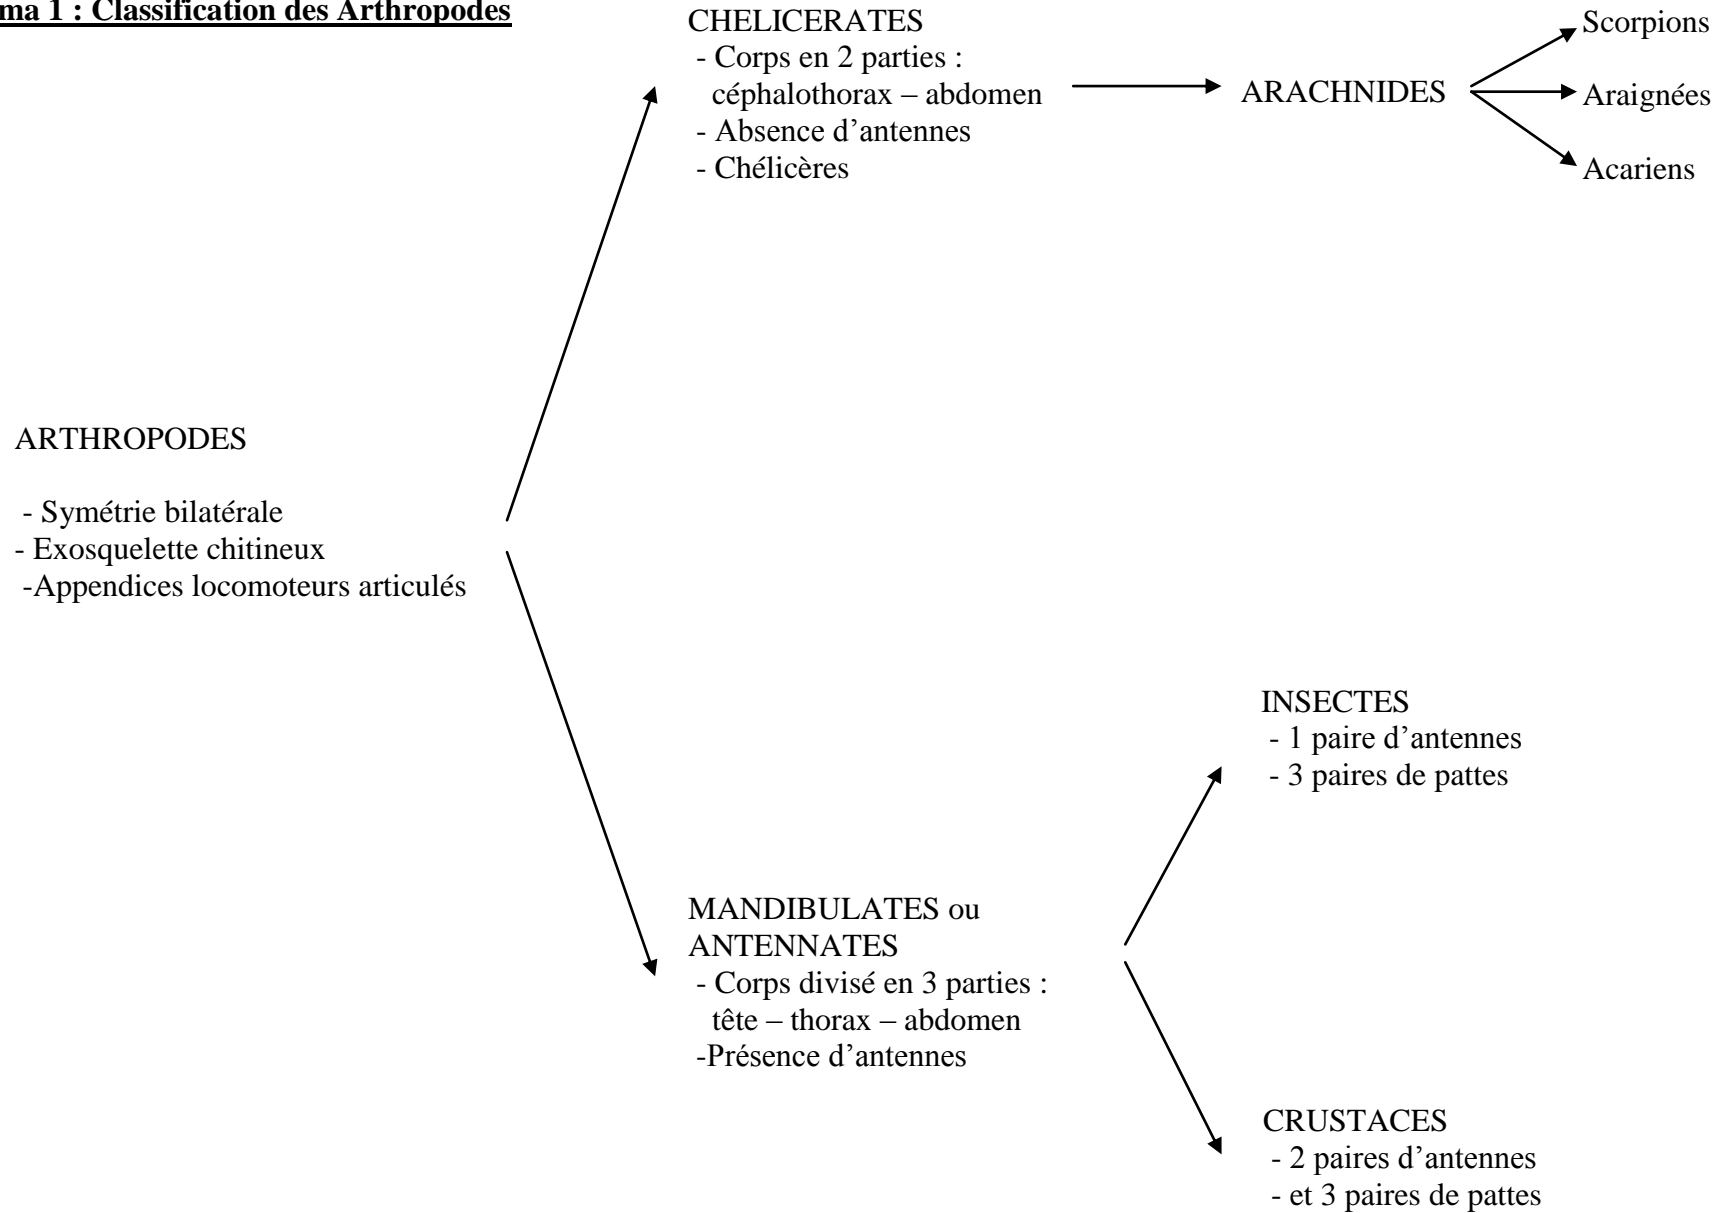 ma 1 : Classification des Arthropodes
CHELICERATES
- Corps en 2 parties :
céphalothorax – abdomen
- Absence d’antennes
- Chélicères
ARACHNIDES
Scorpions
Araignées
Acariens
ARTHROPODES
- Symétrie bilatérale
- Exosquelette chitineux
-Appendices locomoteurs articulés
MANDIBULATES ou
ANTENNATES
- Corps divisé en 3 parties :
tête – thorax – abdomen
-Présence d’antennes
INSECTES
- 1 paire d’antennes
- 3 paires de pattes
CRUSTACES
- 2 paires d’antennes
- et 3 paires de pattes